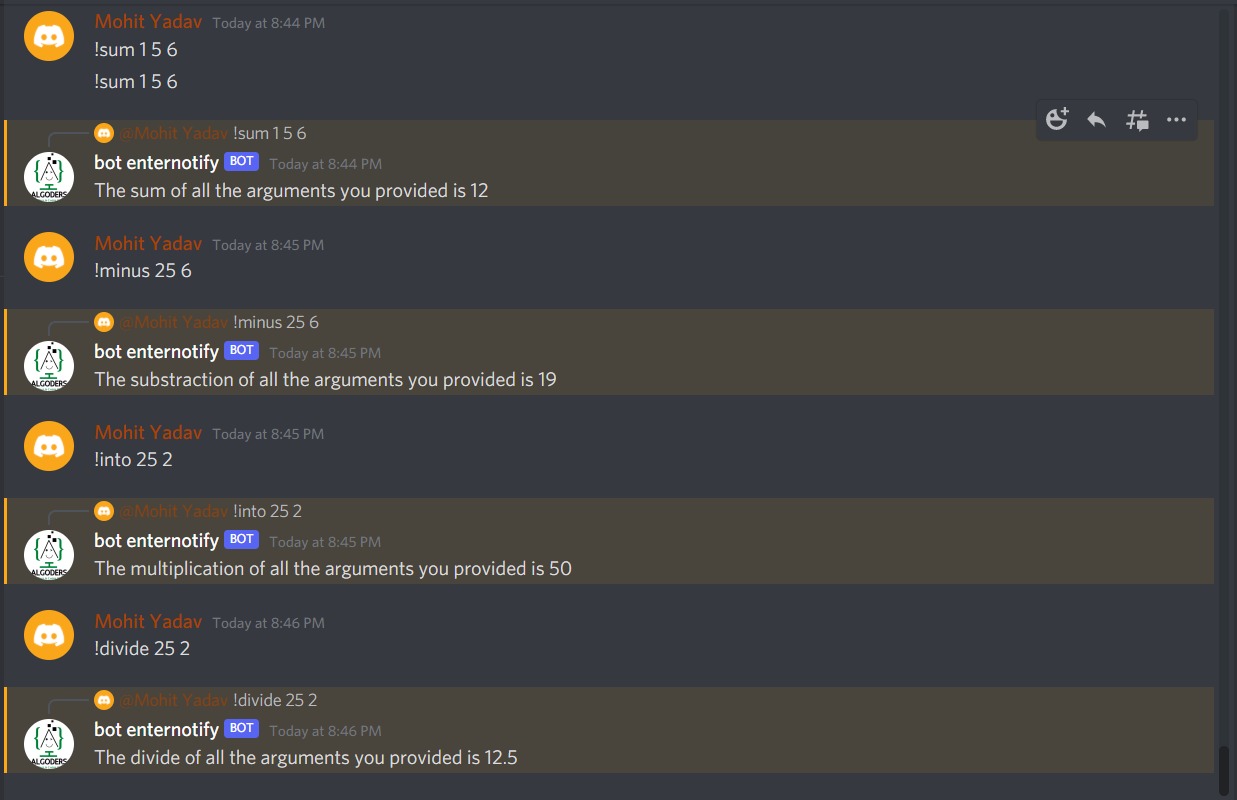 Mohit Yadav Today at 8:44 PM
!sum 1 5 6
!sum 1 5 6
@Mohit Yadav !sum 1 5 6
bot enternotify BOT Today at 8:44 PM
The sum of all the arguments you provided is 12
ALGODERS
Mohit Yadav Today at 8:45 PM
!minus 25 6
@Mohit Yadav !minus 25 6
bot enternotify BOT Today at 8:45 PM
The substraction of all the arguments you provided is 19
ALGODERS
Mohit Yadav Today at 8:45 PM
!into 25 2
@Mohit Yadav !into 25 2
bot enternotify BOT Today at 8:45 PM
The multiplication of all the arguments you provided is 50
ALGODERS
Mohit Yadav Today at 8:46 PM
!divide 25 2
@Mohit Yadav !divide 25 2
bot enternotify BOT Today at 8:46 PM
The divide of all the arguments you provided is 12.5
ALGODERS